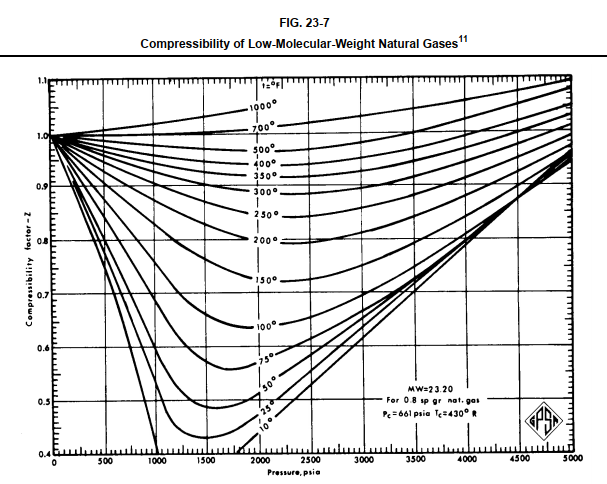 FIG. 23-7
Compressibility of Low-Molecular-Weight Natural Gases11
t=°F
1.1
1000°
700°
1.0
500°
400°
350°
300°
0.9
250°
200°
0.8
150°
0.7
100°
75°
0.6
50°
25°
10°
0.5
0.4
Compressibility factor–Z
MW=23.20
For 0.8 sp gr nat. gas
Pc=661 psia Tc=430° R
GPSA
0 500 1000 1500 2000 2500 3000 3500 4000 4500 5000
Pressure, psia